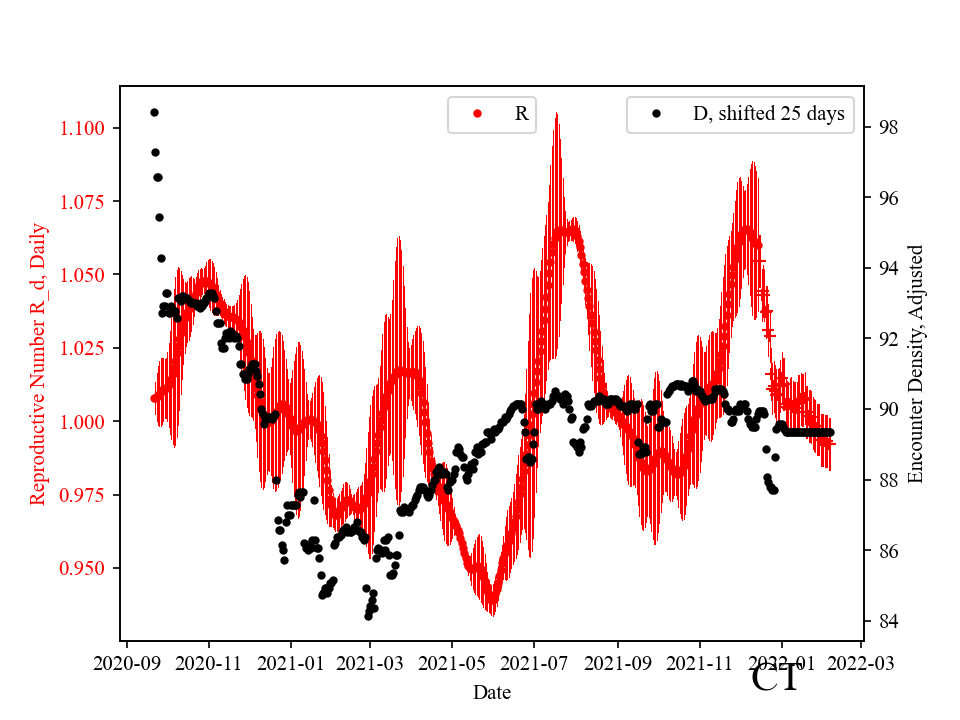 R
D, shifted 25 days
1.100
1.075
1.050
1.025
1.000
0.975
0.950
Reproductive Number R_d, Daily
98
96
94
92
90
88
86
84
Encounter Density, Adjusted
2020-09 2020-11 2021-01 2021-03 2021-05 2021-07 2021-09 2021-11 2022-01 2022-03
CT
Date